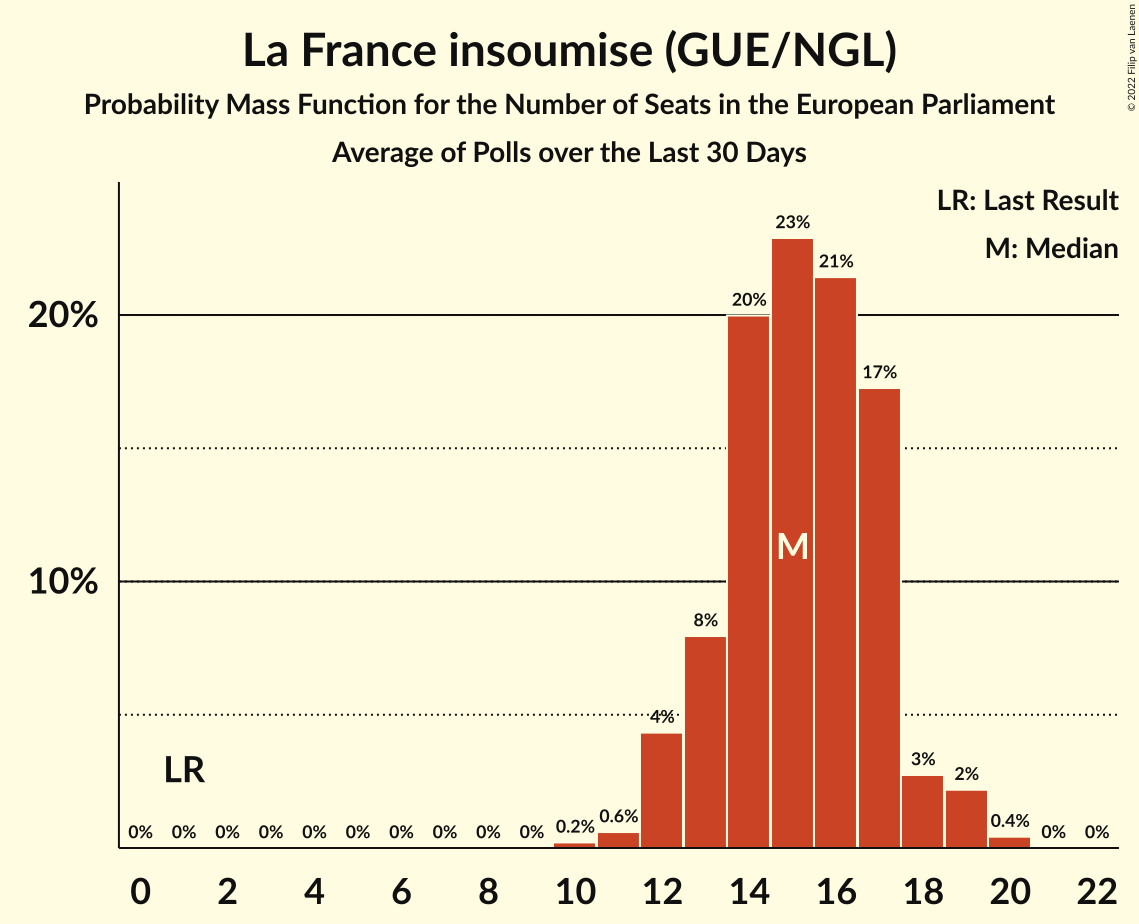 La France insoumise (GUE/NGL)
Probability Mass Function for the Number of Seats in the European Parliament
Average of Polls over the Last 30 Days
© 2022 Filip van Laenen
LR: Last Result
M: Median
20%
10%
0% 0% 0% 0% 0% 0% 0% 0% 0% 0% 0.2% 0.6% 4% 8% 20% 23% 21% 17% 3% 2% 0.4% 0% 0%
LR
M
0 2 4 6 8 10 12 14 16 18 20 22